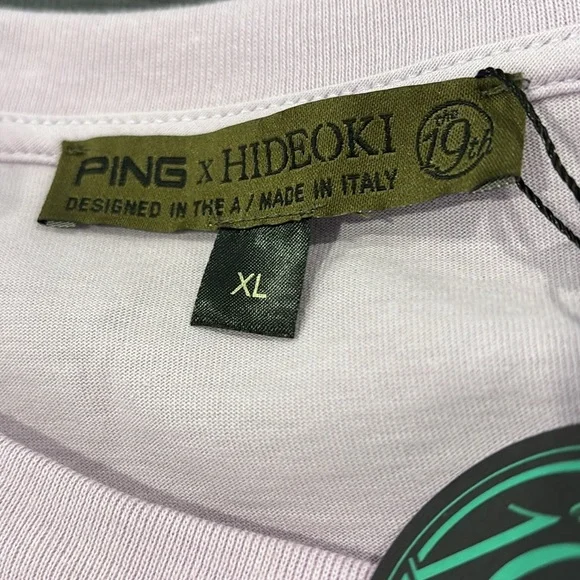 PING X HIDEOKI
the
19th
DESIGNED IN THE A / MADE IN ITALY
XL